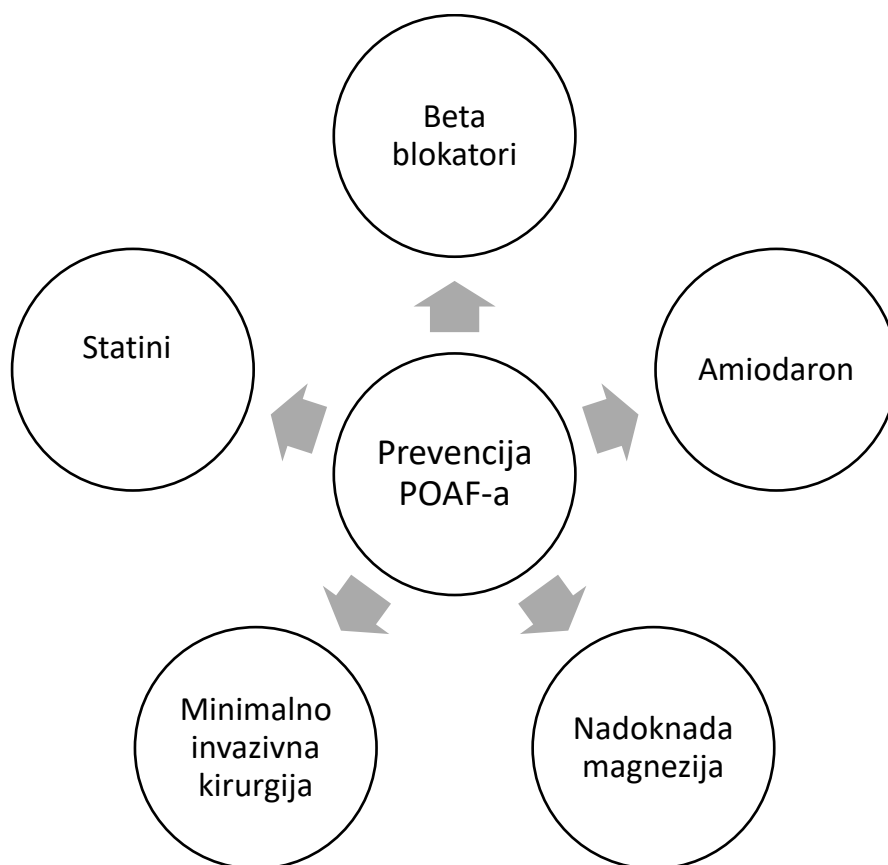 Beta
blokatori
Statini
Amiodaron
Prevencija
POAF-a
Minimalno
invazivna
kirurgija
Nadoknada
magnezija